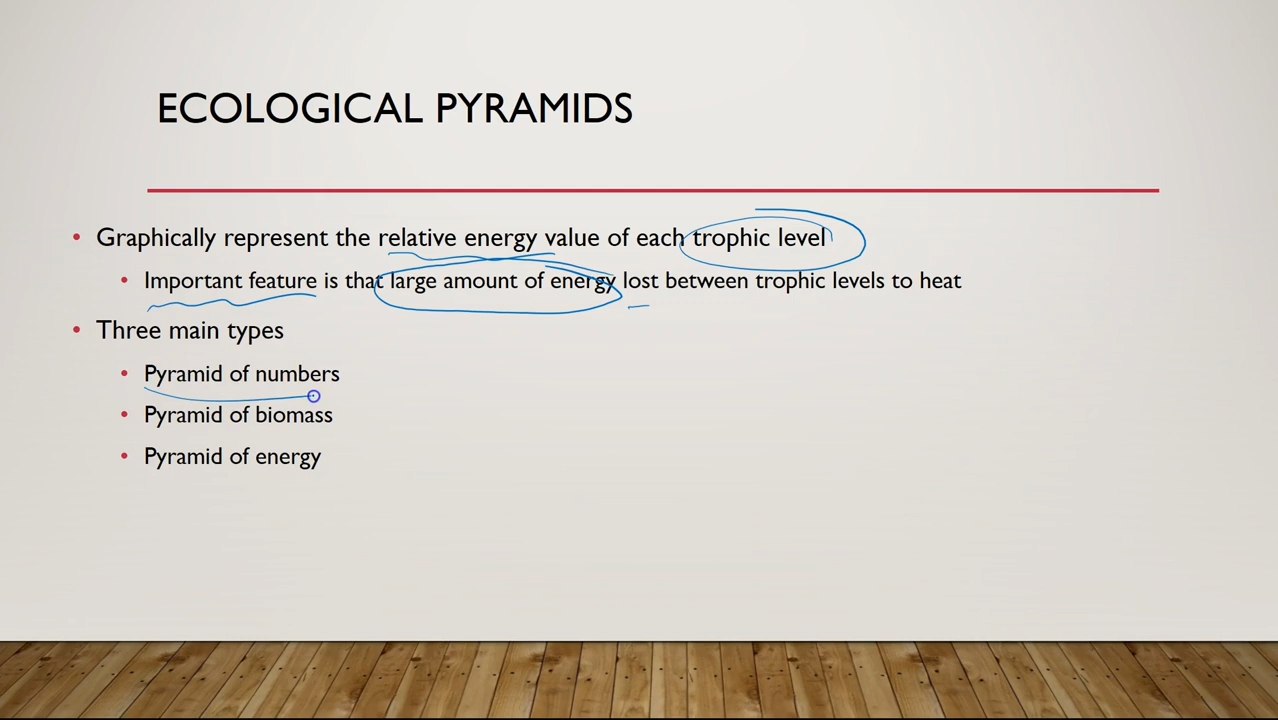 ECOLOGICAL PYRAMIDS
• Graphically represent the relative energy value of each trophic level
• Important feature is that large amount of energy lost between trophic levels to heat
• Three main types
• Pyramid of numbers
• Pyramid of biomass
• Pyramid of energy